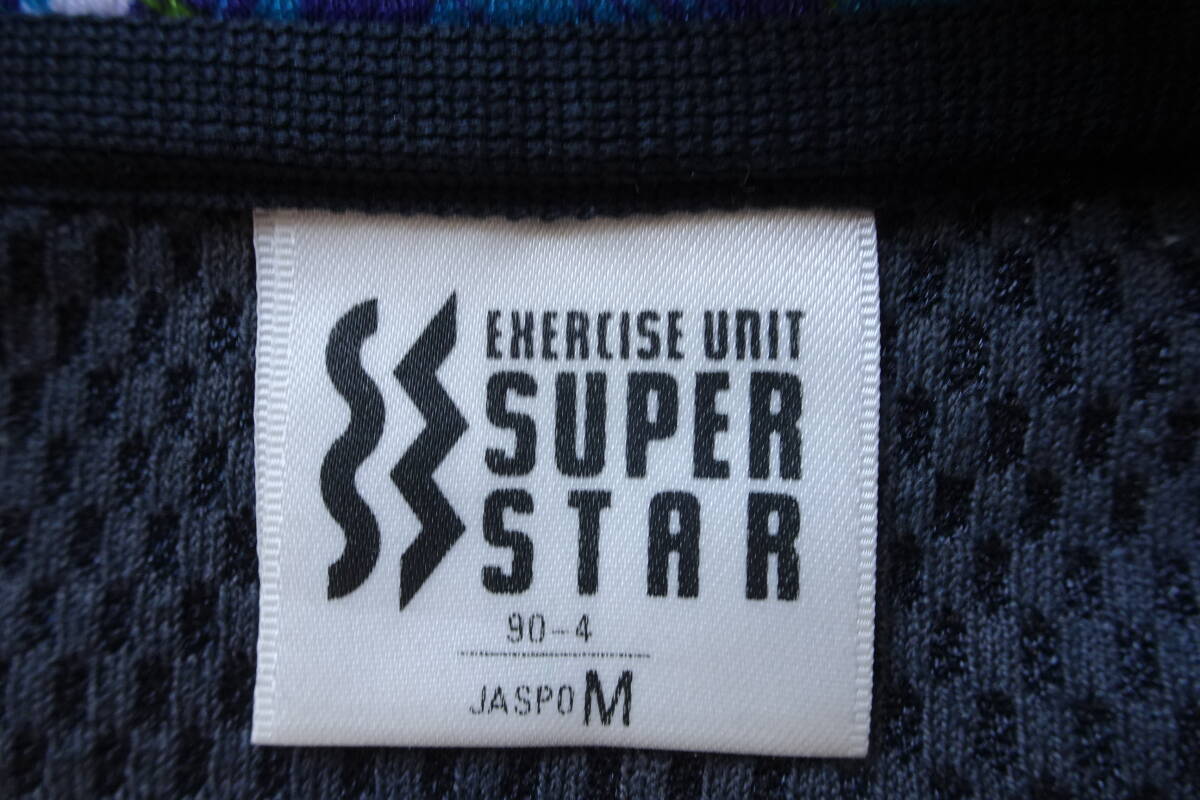 EXERCISE UNIT
SUPER
STAR
90-4
JASPO M